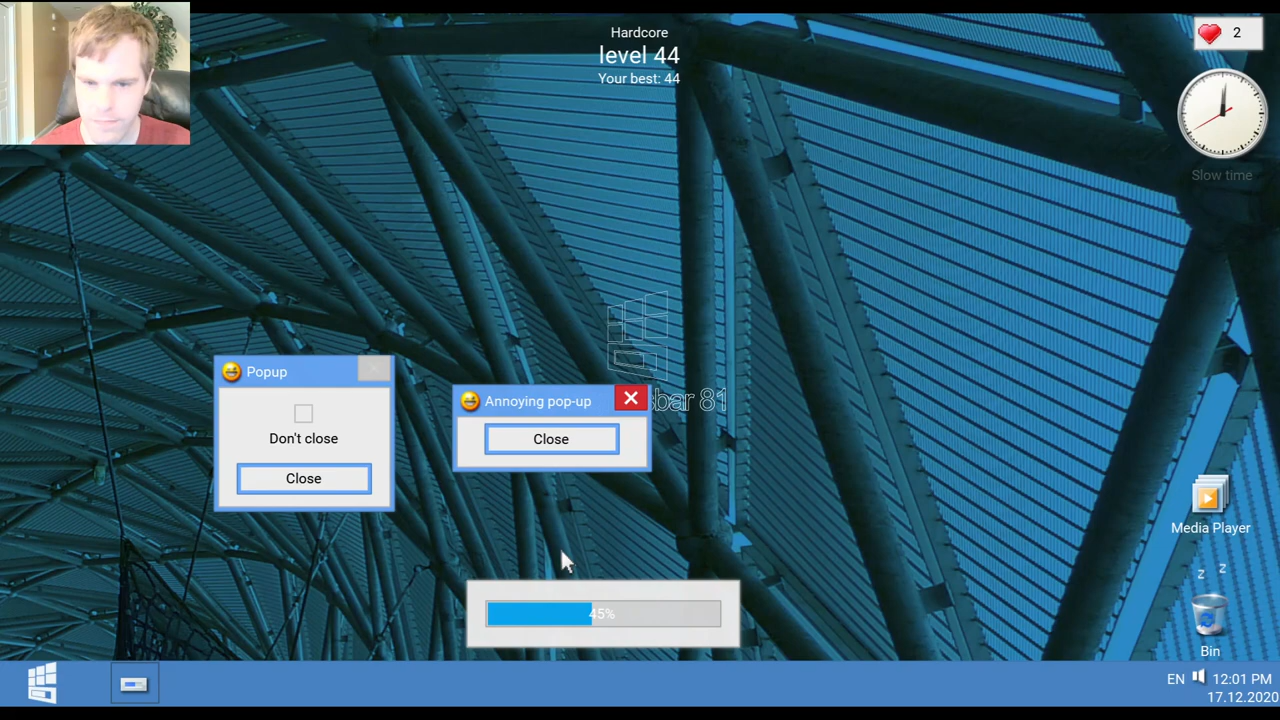 Hardcore
level 44
Your best: 44
2
Slow time
Popup
Don't close
Close
Annoying pop-up
Close
sbar 81
45%
Media Player
z z
Bin
EN 12:01 PM
17.12.2020